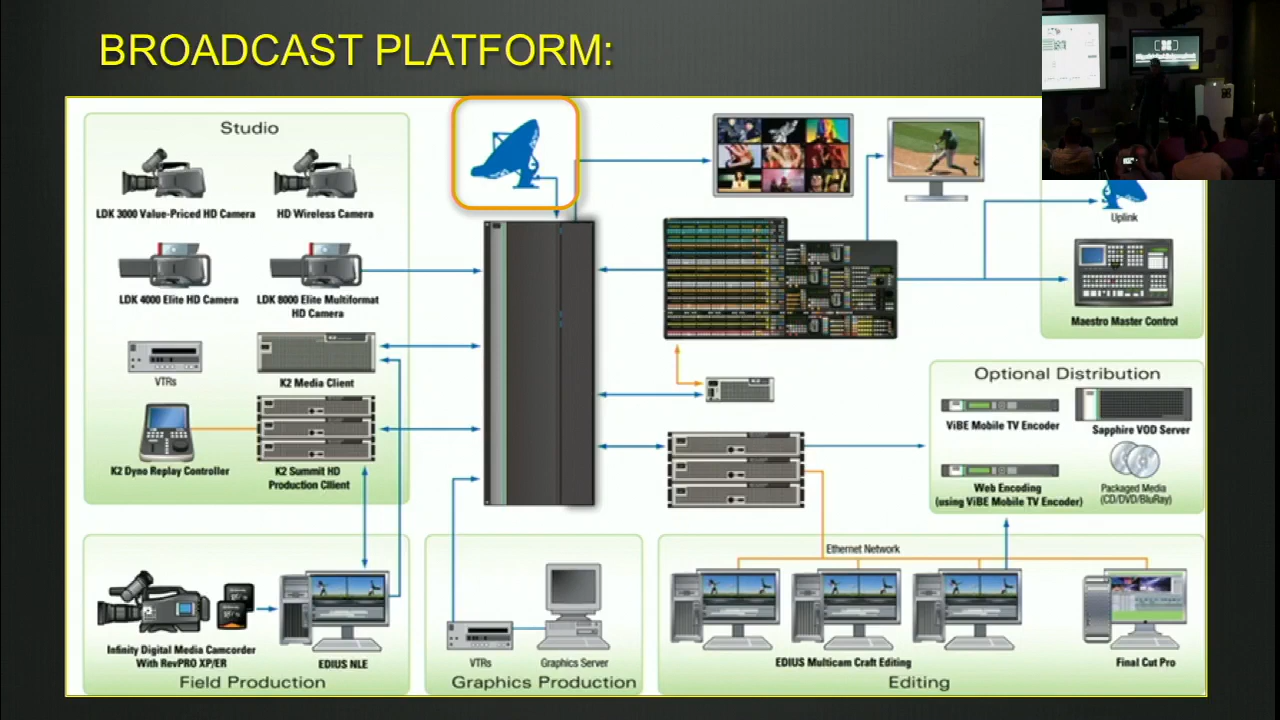 BROADCAST PLATFORM:
Studio
LDK 3000 Value-Priced HD Camera
HD Wireless Camera
LDK 4000 Elite HD Camera
LDK 8000 Elite Multiformat
HD Camera
VTRs
K2 Media Client
K2 Dyno Replay Controller
K2 Summit HD
Production Cllient
Uplink
Maestro Master Control
Optional Distribution
ViBE Mobile TV Encoder
Sapphire VOD Server
Web Encoding
(using ViBE Mobile TV Encoder)
Packaged Media
(CD/DVD/BluRay)
Ethernet Network
Infinity Digital Media Camcorder
With RevPRO XP/ER
EDIUS NLE
Field Production
VTRs
Graphics Server
Graphics Production
EDIUS Multicam Craft Editing
Final Cut Pro
Editing